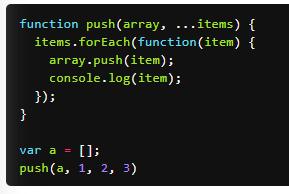 function push(array, ...items) {
  items.forEach(function(item) {
    array.push(item);
    console.log(item);
  });
}

var a = [];
push(a, 1, 2, 3)